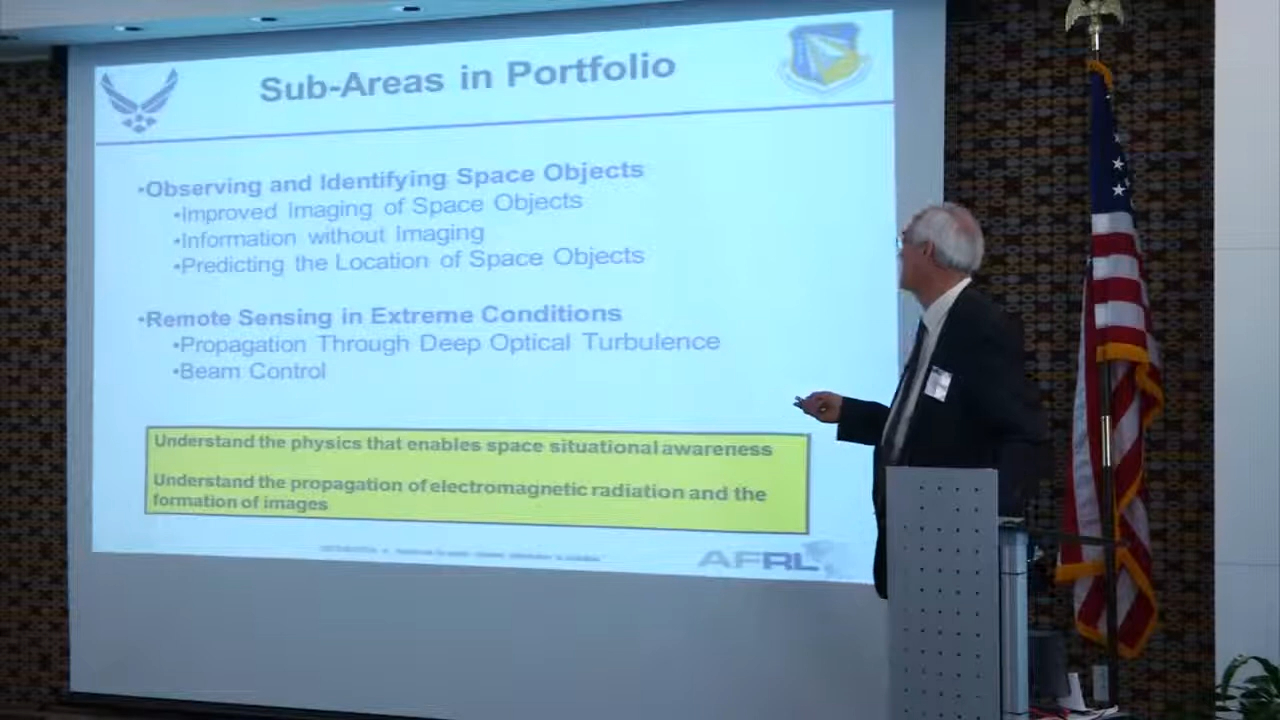 Sub-Areas in Portfolio
•Observing and Identifying Space Objects
•Improved Imaging of Space Objects
•Information without Imaging
•Predicting the Location of Space Objects
•Remote Sensing in Extreme Conditions
•Propagation Through Deep Optical Turbulence
•Beam Control
Understand the physics that enables space situational awareness
Understand the propagation of electromagnetic radiation and the
formation of images
AFRL